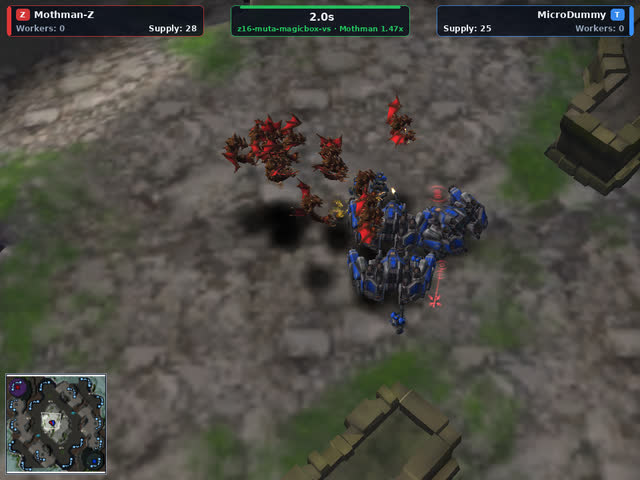 Z Mothman-Z
Workers: 0 Supply: 28
2.0s
z16-muta-magicbox-vs · Mothman 1.47x
MicroDummy T
Supply: 25 Workers: 0